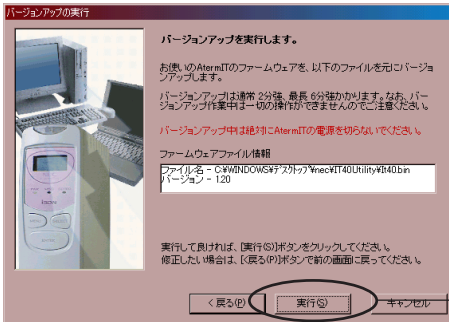 バージョンアップの実行
バージョンアップを実行します。
お使いのAtermITのファームウェアを、以下のファイルを元にバージョ
ンアップします。
バージョンアップは通常 2分強、最長 6分強かかります。なお、バー
ジョンアップ作業中は一切の操作ができませんのでご注意ください。
バージョンアップ中は絶対にAtermITの電源を切らないでください。
ファームウェアファイル情報
ファイル名 - C:¥WINDOWS¥デスクトップ¥nec¥IT40Utility¥It40.bin
バージョン - 1.20
実行して良ければ、[実行(S)]ボタンをクリックしてください。
修正したい場合は、[<戻る(P)]ボタンで前の画面に戻ってください。
< 戻る(P)
実行(S)
キャンセル